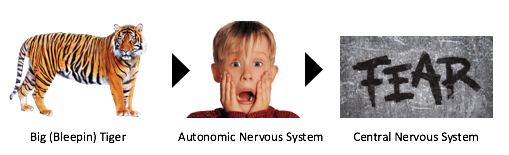 FEAR
Big (Bleepin) Tiger
Autonomic Nervous System
Central Nervous System